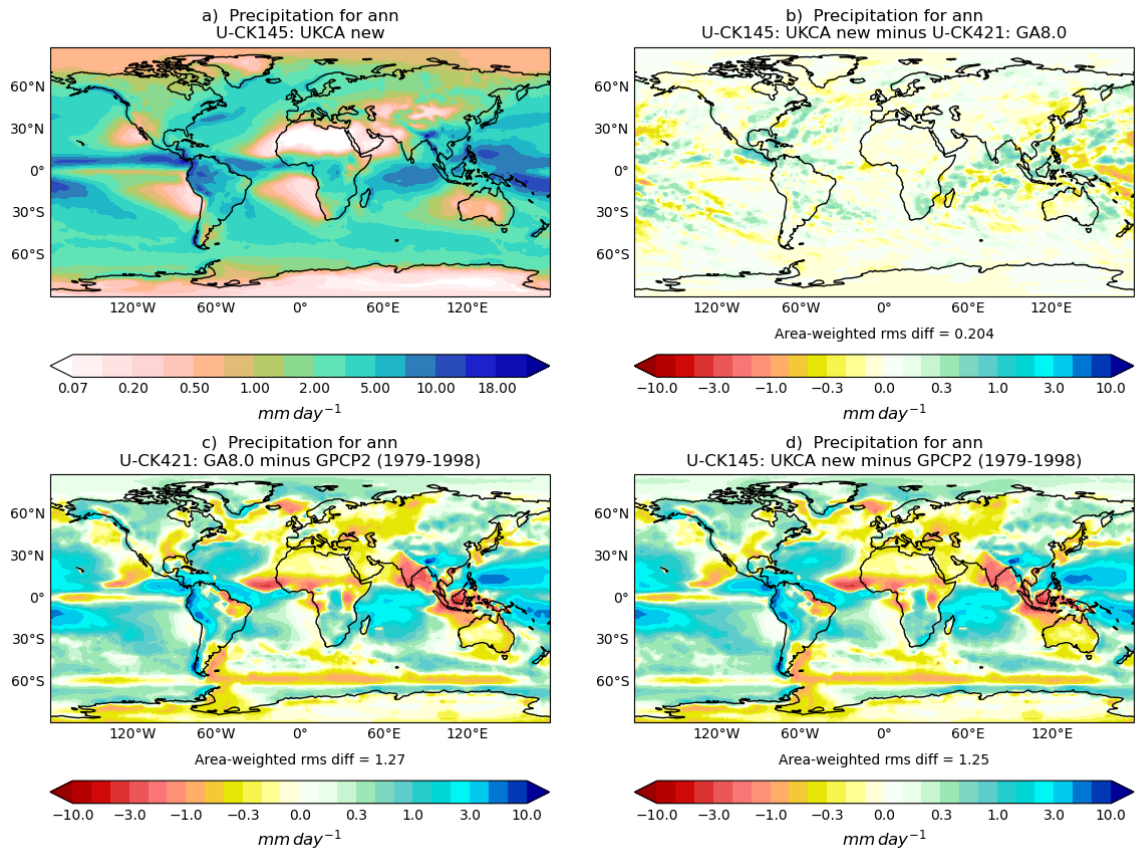 a)  Precipitation for ann
U-CK145: UKCA new
60°N
30°N
0°
30°S
60°S
120°W 60°W 0° 60°E 120°E
0.07 0.20 0.50 1.00 2.00 5.00 10.00 18.00
mm day⁻¹
b)  Precipitation for ann
U-CK145: UKCA new minus U-CK421: GA8.0
60°N
30°N
0°
30°S
60°S
120°W 60°W 0° 60°E 120°E
Area-weighted rms diff = 0.204
−10.0 −3.0 −1.0 −0.3 0.0 0.3 1.0 3.0 10.0
mm day⁻¹
c)  Precipitation for ann
U-CK421: GA8.0 minus GPCP2 (1979-1998)
60°N
30°N
0°
30°S
60°S
120°W 60°W 0° 60°E 120°E
Area-weighted rms diff = 1.27
−10.0 −3.0 −1.0 −0.3 0.0 0.3 1.0 3.0 10.0
mm day⁻¹
d)  Precipitation for ann
U-CK145: UKCA new minus GPCP2 (1979-1998)
60°N
30°N
0°
30°S
60°S
120°W 60°W 0° 60°E 120°E
Area-weighted rms diff = 1.25
−10.0 −3.0 −1.0 −0.3 0.0 0.3 1.0 3.0 10.0
mm day⁻¹